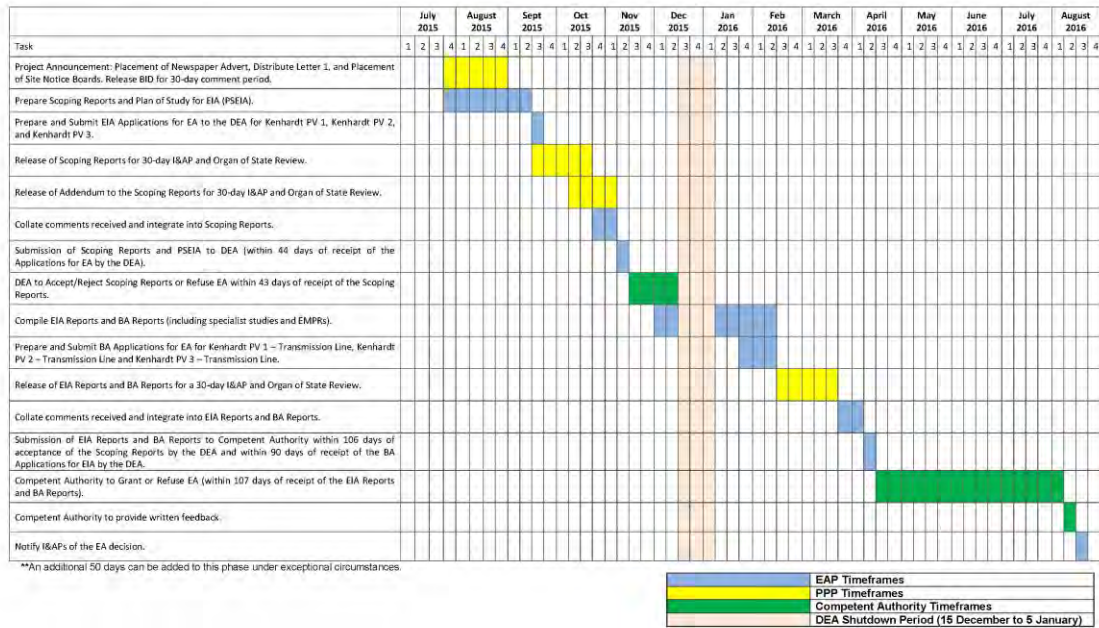 July August Sept Oct Nov Dec Jan Feb March April May June July August
2015 2015 2015 2015 2015 2015 2016 2016 2016 2016 2016 2016 2016 2016
Task 1 2 3 4 1 2 3 4 1 2 3 4 1 2 3 4 1 2 3 4 1 2 3 4 1 2 3 4 1 2 3 4 1 2 3 4 1 2 3 4 1 2 3 4 1 2 3 4 1 2 3 4 1 2 3 4
Project Announcement: Placement of Newspaper Advert, Distribute Letter 1, and Placement
of Site Notice Boards. Release BID for 30-day comment period.
Prepare Scoping Reports and Plan of Study for EIA (PSEIA).
Prepare and Submit EIA Applications for EA to the DEA for Kenhardt PV 1, Kenhardt PV 2,
and Kenhardt PV 3.
Release of Scoping Reports for 30-day I&AP and Organ of State Review.
Release of Addendum to the Scoping Reports for 30-day I&AP and Organ of State Review.
Collate comments received and integrate into Scoping Reports.
Submission of Scoping Reports and PSEIA to DEA (within 44 days of receipt of the
Applications for EA by the DEA).
DEA to Accept/Reject Scoping Reports or Refuse EA within 43 days of receipt of the Scoping
Reports.
Compile EIA Reports and BA Reports (including specialist studies and EMPRs).
Prepare and Submit BA Applications for EA for Kenhardt PV 1 – Transmission Line, Kenhardt
PV 2 – Transmission Line and Kenhardt PV 3 – Transmission Line.
Release of EIA Reports and BA Reports for a 30-day I&AP and Organ of State Review.
Collate comments received and integrate into EIA Reports and BA Reports.
Submission of EIA Reports and BA Reports to Competent Authority within 106 days of
acceptance of the Scoping Reports by the DEA and within 90 days of receipt of the BA
Applications for EIA by the DEA.
Competent Authority to Grant or Refuse EA (within 107 days of receipt of the EIA Reports
and BA Reports).
Competent Authority to provide written feedback.
Notify I&APs of the EA decision.
**An additional 50 days can be added to this phase under exceptional circumstances.
EAP Timeframes
PPP Timeframes
Competent Authority Timeframes
DEA Shutdown Period (15 December to 5 January)